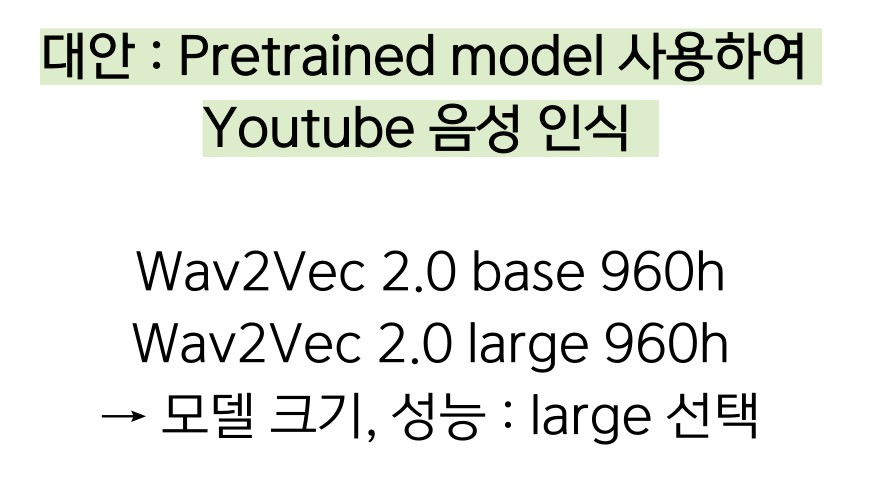 대안 : Pretrained model 사용하여
Youtube 음성 인식
Wav2Vec 2.0 base 960h
Wav2Vec 2.0 large 960h
→ 모델 크기, 성능 : large 선택